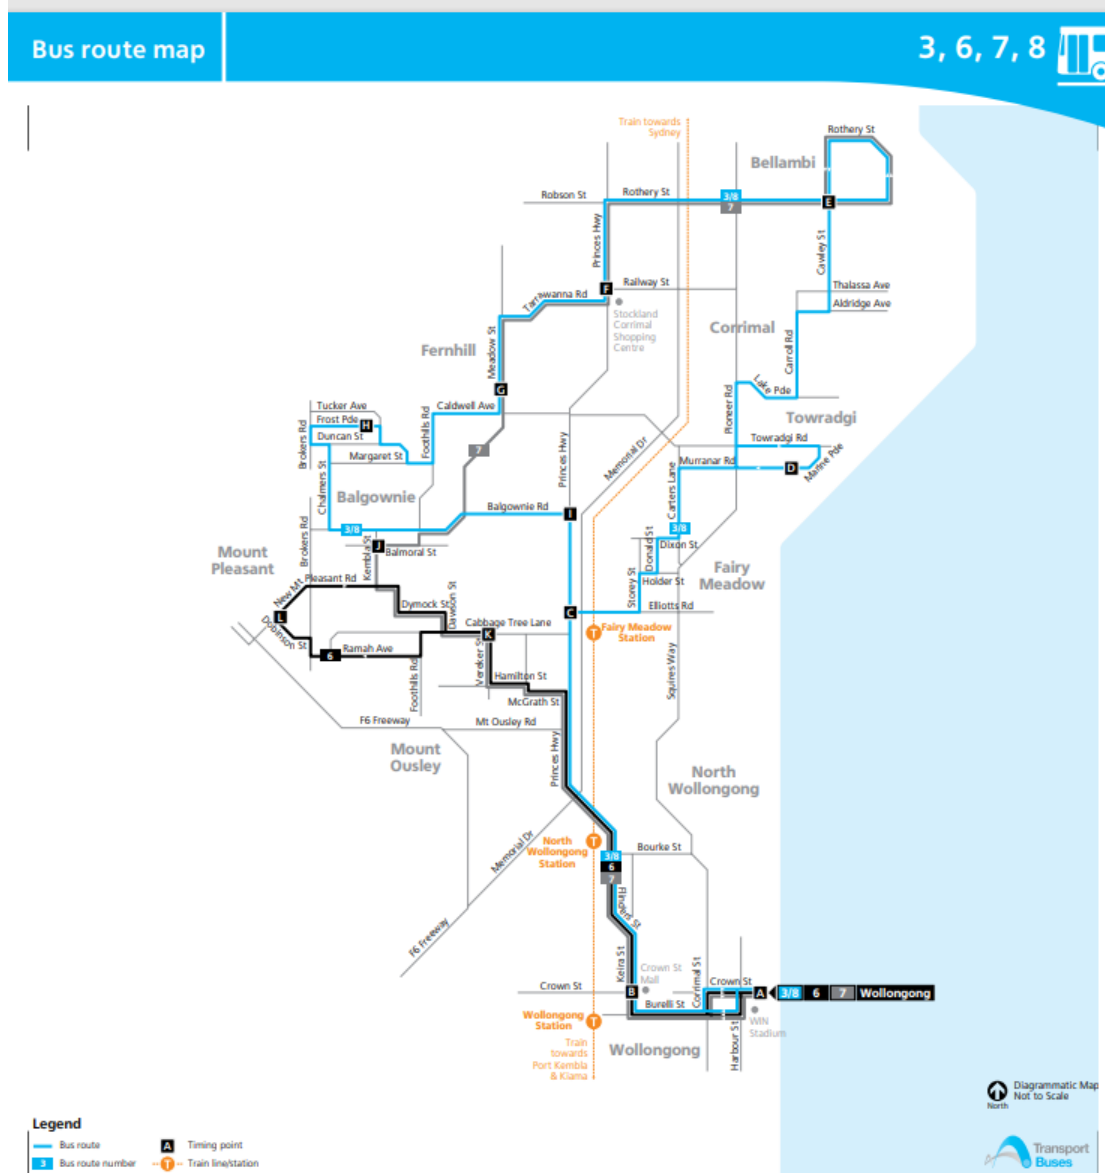 Bus route map
3, 6, 7, 8
Train towards
Sydney
Rothery St
Bellambi
Robson St
Rothery St
3/8
7
E
Princes Hwy
Cawley St
F
Railway St
Thalassa Ave
Tarrawanna Rd
Aldridge Ave
Stockland
Corrimal
Shopping
Centre
Corrimal
Meadow St
Fernhill
Carroll Rd
G
Lake Pde
Pioneer Rd
Tucker Ave
Caldwell Ave
Frost Pde
H
Foothills Rd
Towradgi
Brokers Rd
Duncan St
Princes Hwy
Towradgi Rd
7
Memorial Dr
Margaret St
Murranar Rd
D
Marine Pde
Chalmers St
Carters Lane
Balgownie
Balgownie Rd
I
3/8
3/8
Brokers Rd
Kembla St
J
Balmoral St
Donald St
Dixon St
Mount
Pleasant
Fairy
Meadow
New Mt
Pleasant Rd
Holder St
Storey St
L
Dymock St
Dawson St
C
Elliotts Rd
Dobinson St
Cabbage Tree Lane
K
T
Fairy Meadow
Station
6
Ramah Ave
Vereker St
Foothills Rd
Hamilton St
McGrath St
Squires Way
F6 Freeway
Mt Ousley Rd
Mount
Ousley
Princes Hwy
North
Wollongong
Memorial Dr
North
Wollongong
Station
T
Bourke St
3/8
6
7
Flinders St
F6 Freeway
Keira St
Crown St
Mall
Corrimal St
Crown St
Crown St
B
A
3/8
6
7
Wollongong
Burelli St
Wollongong
Station
T
WIN
Stadium
Harbour St
Train
towards
Port Kembla
& Kiama
Wollongong
North
Diagrammatic Map
Not to Scale
Legend
Bus route
A
Timing point
3
Bus route number
T
Train line/station
Transport
Buses